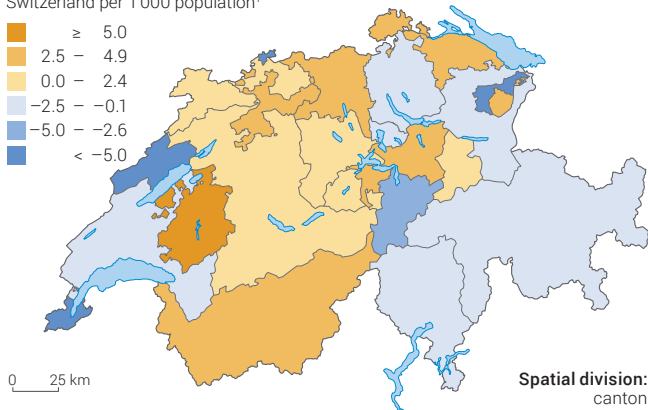 Switzerland per 1 000 population¹
≥ 5.0
2.5 – 4.9
0.0 – 2.4
−2.5 – −0.1
−5.0 – −2.6
< −5.0
0 25 km
Spatial division:
canton